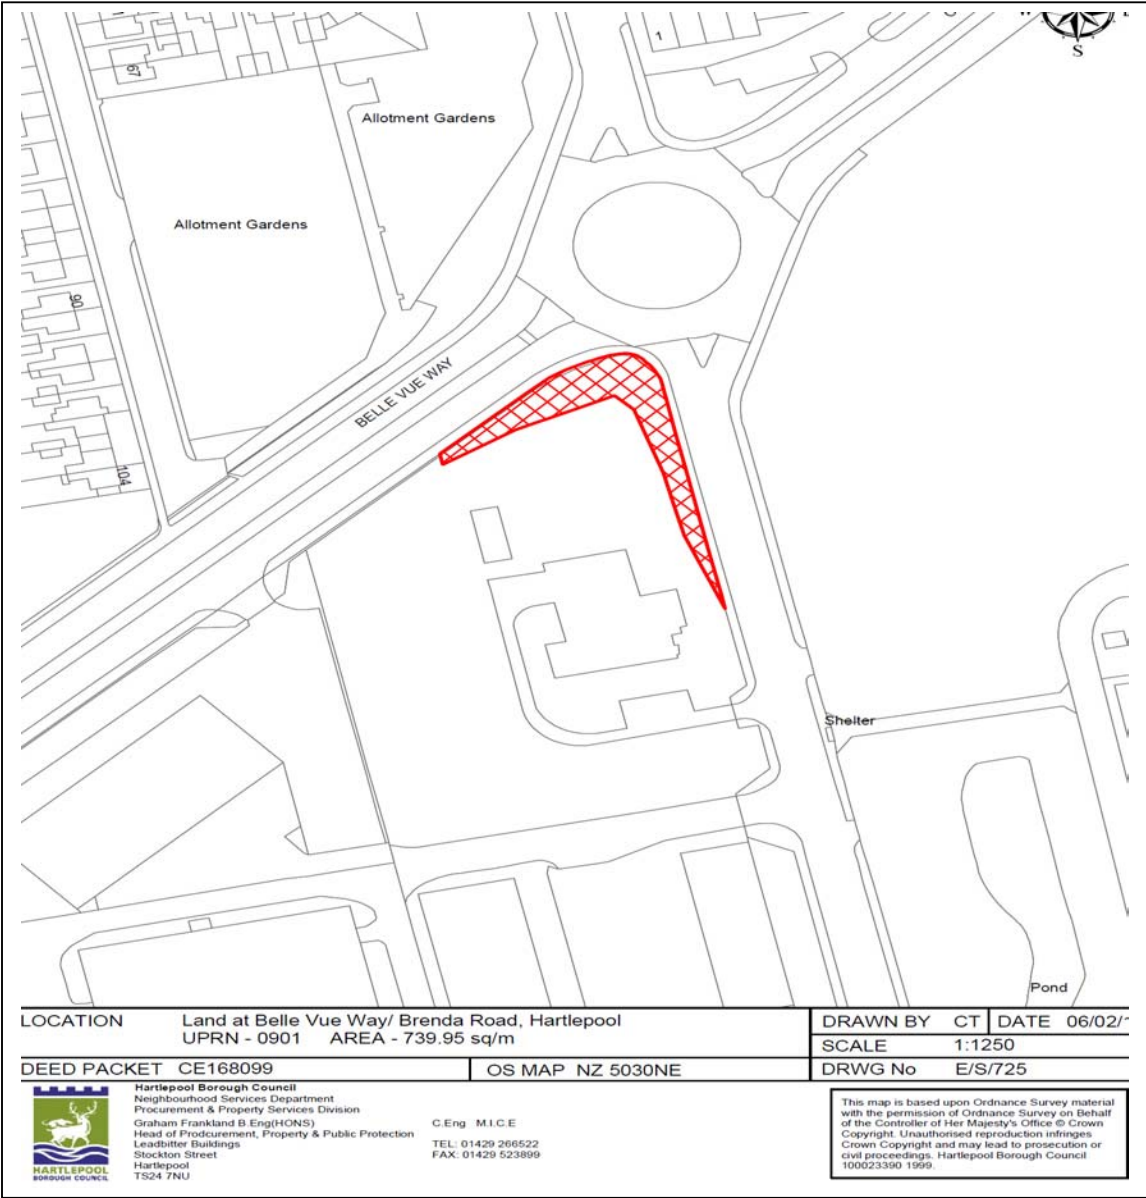 W
S
1
67
Allotment Gardens
Allotment Gardens
90
BELLE VUE WAY
104
Shelter
Pond
LOCATION Land at Belle Vue Way/ Brenda Road, Hartlepool
UPRN - 0901 AREA - 739.95 sq/m
DRAWN BY CT DATE 06/02/1
SCALE 1:1250
DEED PACKET CE168099 OS MAP NZ 5030NE DRWG No E/S/725
Hartlepool Borough Council
Neighbourhood Services Department
Procurement & Property Services Division
Graham Frankland B.Eng(HONS) C.Eng M.I.C.E
Head of Prodcurement, Property & Public Protection
Leadbitter Buildings TEL: 01429 266522
Stockton Street FAX: 01429 523899
Hartlepool
TS24 7NU
HARTLEPOOL
BOROUGH COUNCIL
This map is based upon Ordnance Survey material
with the permission of Ordnance Survey on Behalf
of the Controller of Her Majesty's Office © Crown
Copyright. Unauthorised reproduction infringes
Crown Copyright and may lead to prosecution or
civil proceedings. Hartlepool Borough Council
100023390 1999.